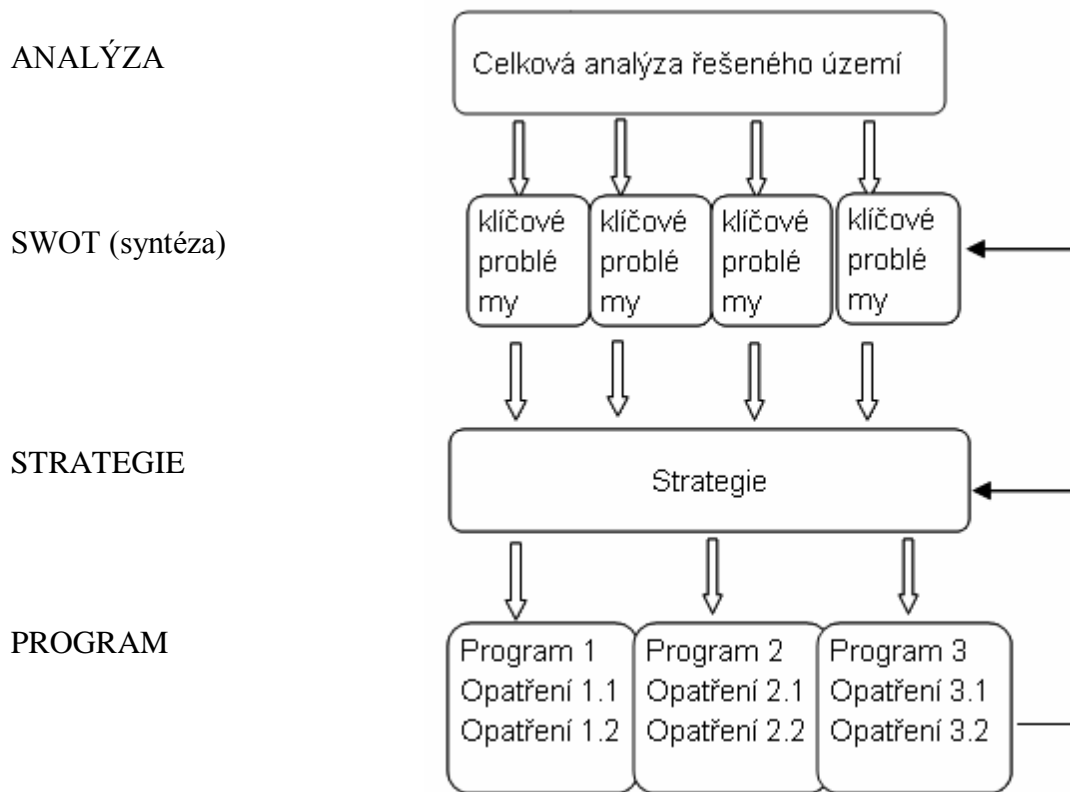 ANALÝZA
Celková analýza řešeného území
SWOT (syntéza)
klíčové
problé
my
klíčové
problé
my
klíčové
problé
my
klíčové
problé
my
STRATEGIE
Strategie
PROGRAM
Program 1
Opatření 1.1
Opatření 1.2
Program 2
Opatření 2.1
Opatření 2.2
Program 3
Opatření 3.1
Opatření 3.2